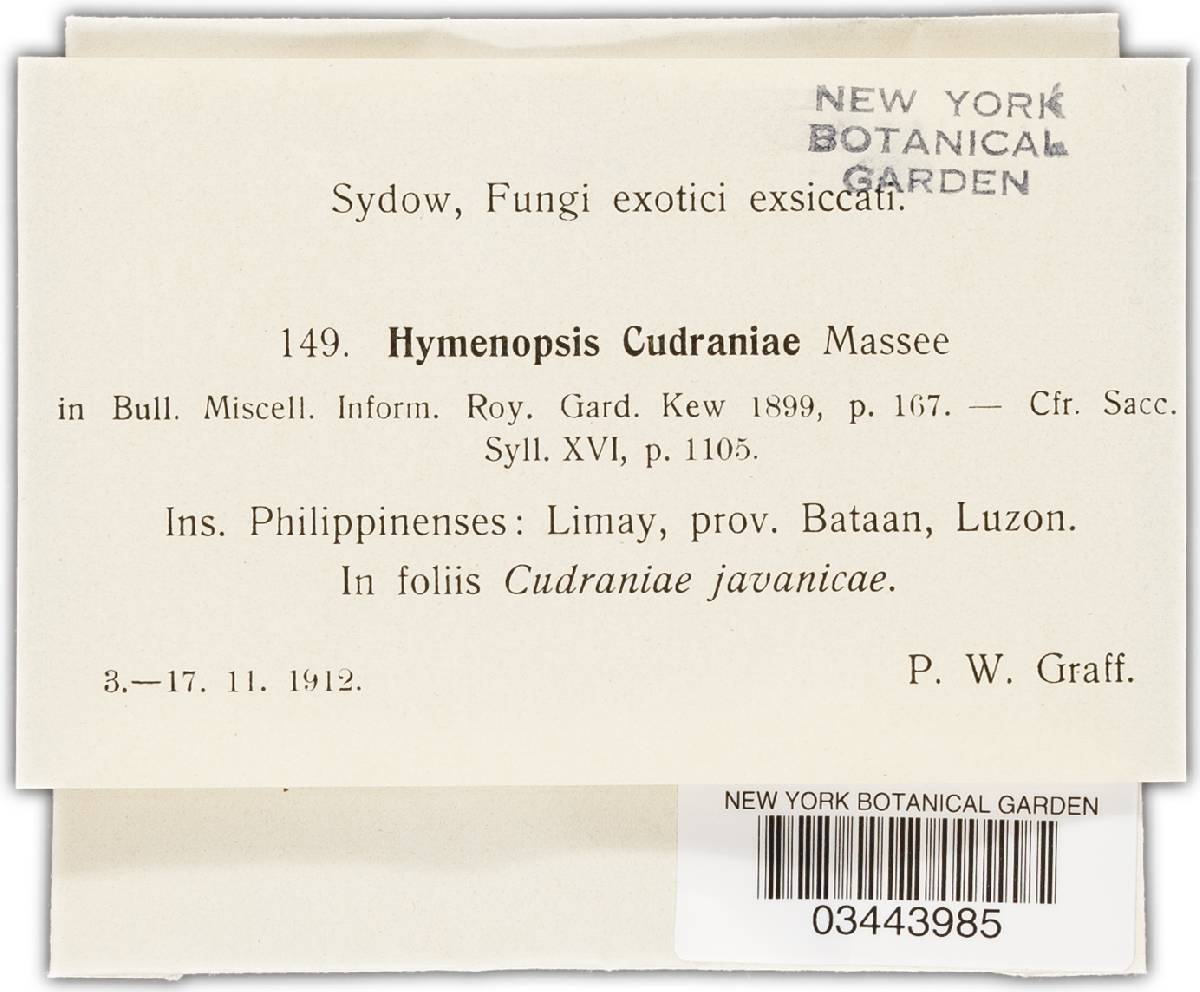 NEW YORK
BOTANICAL
GARDEN
Sydow, Fungi exotici exsiccati.
149. Hymenopsis Cudraniae Massee
in Bull. Miscell. Inform. Roy. Gard. Kew 1899, p. 167. — Cfr. Sacc.
Syll. XVI, p. 1105.
Ins. Philippinenses: Limay, prov. Bataan, Luzon.
In foliis Cudraniae javanicae.
3.—17. 11. 1912.
P. W. Graff.
NEW YORK BOTANICAL GARDEN
03443985